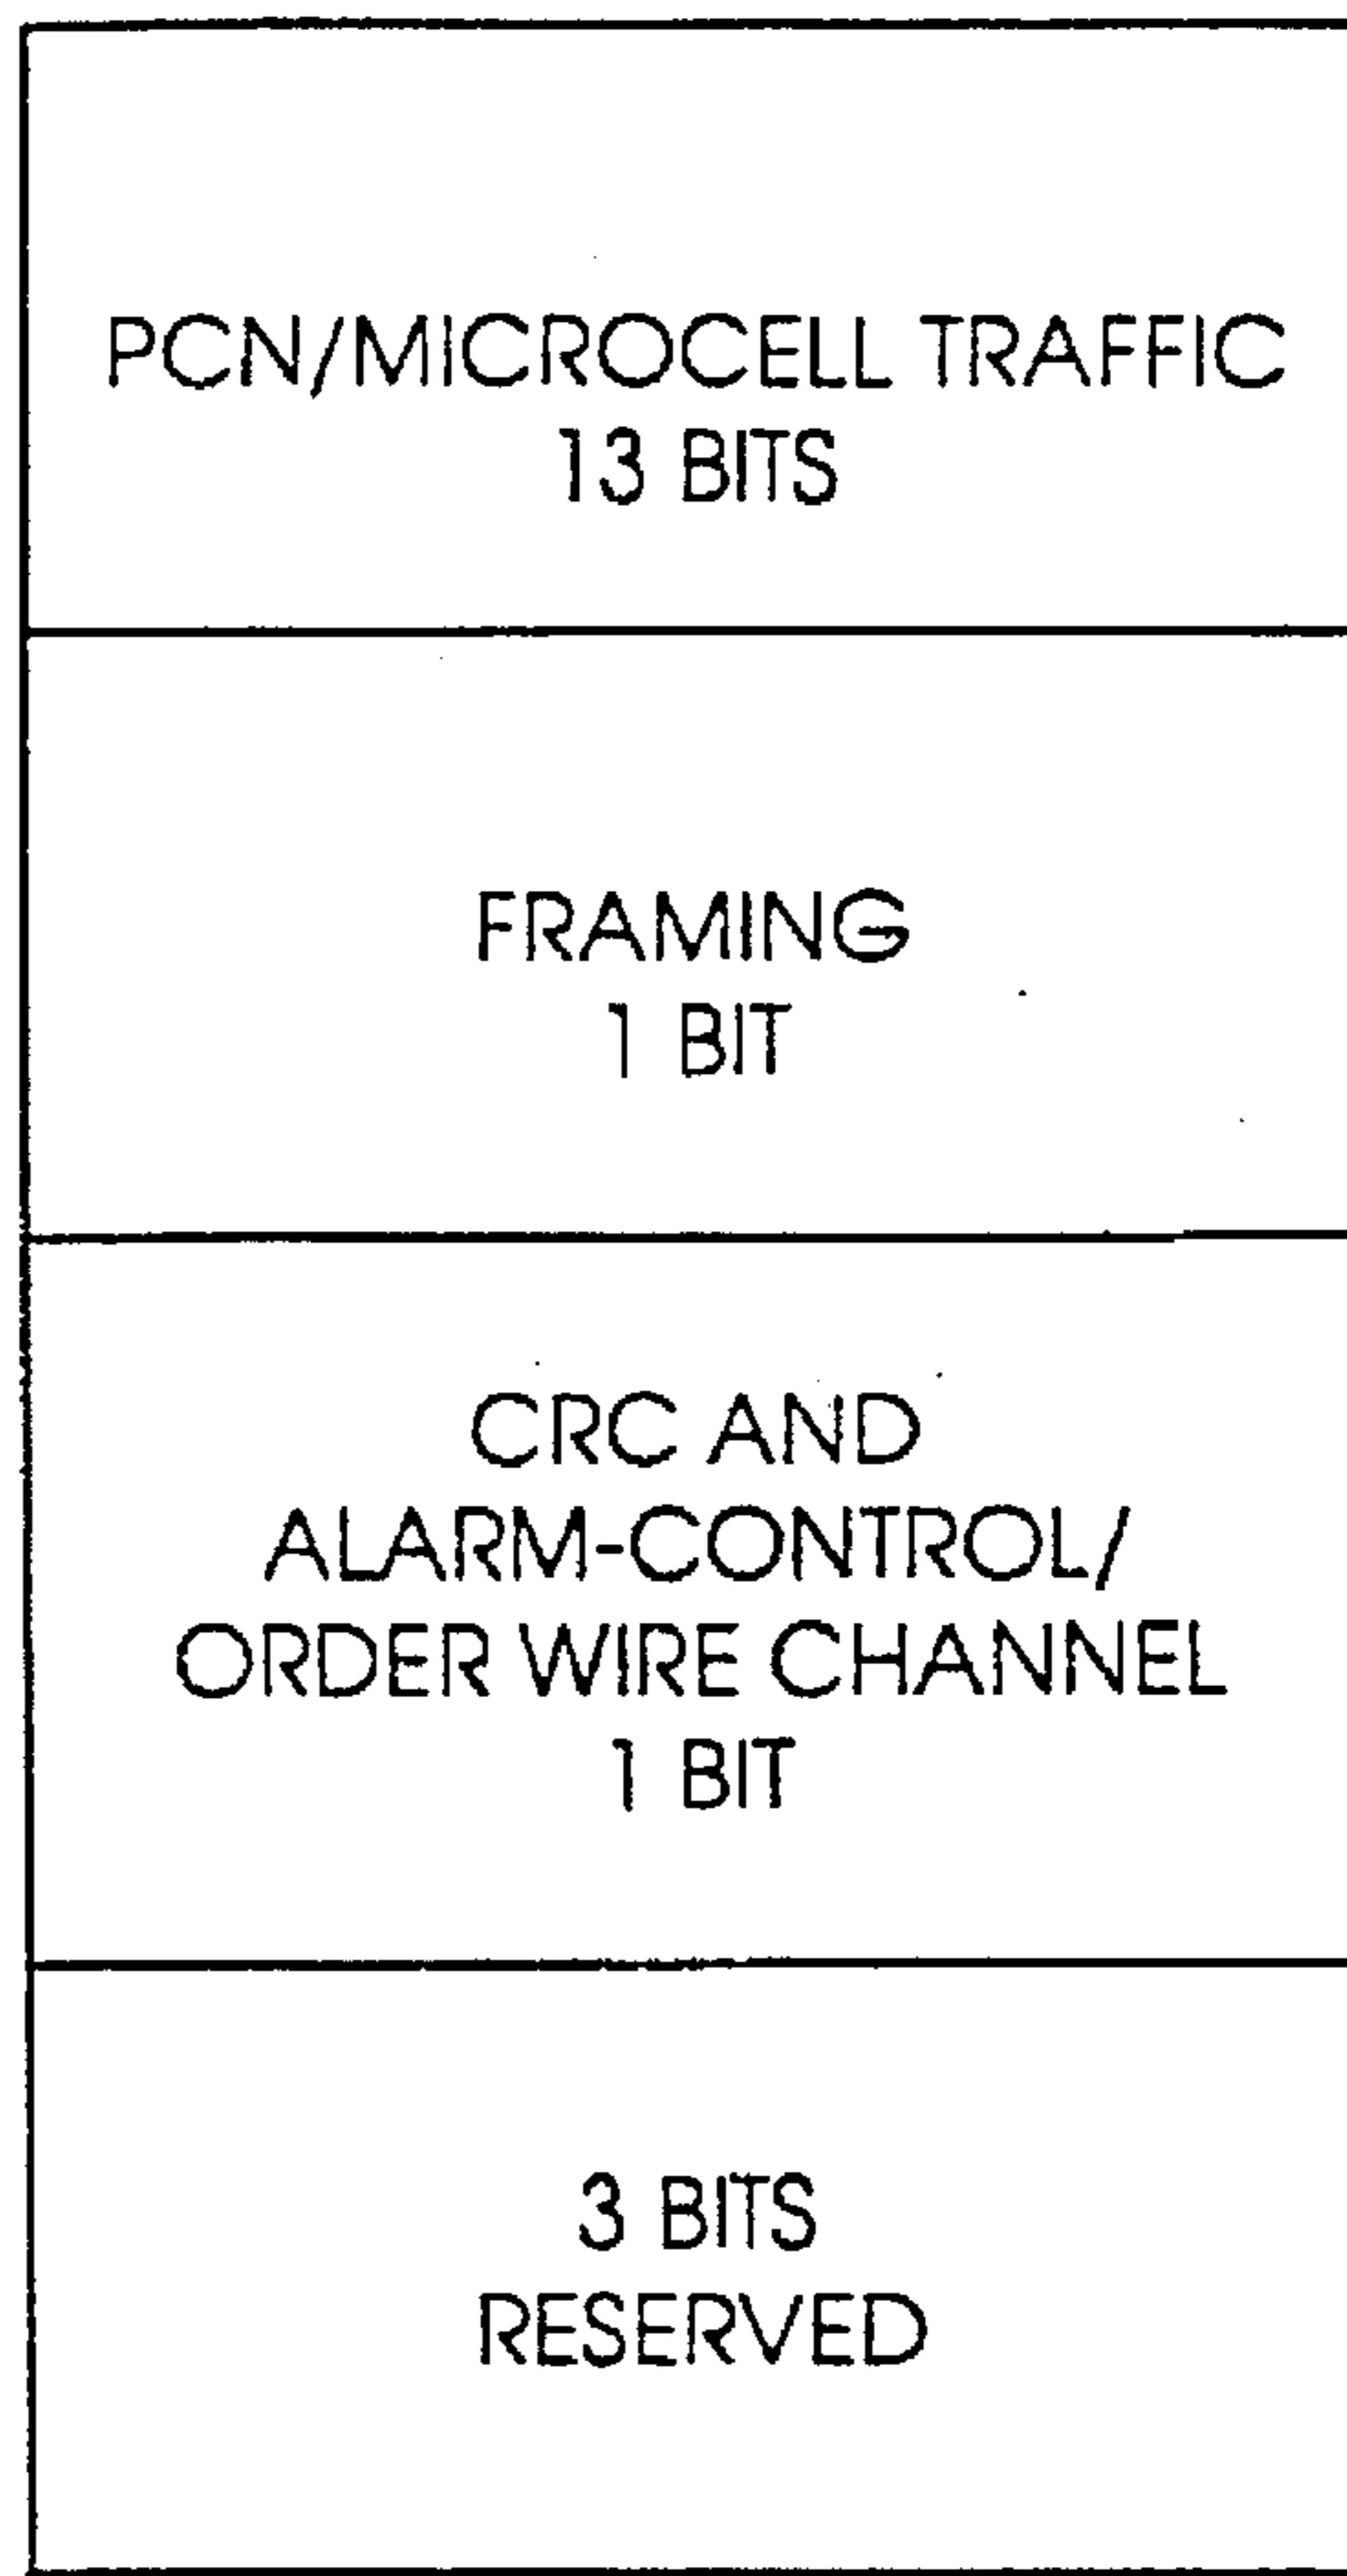 PCN/MICROCELL TRAFFIC
13 BITS
FRAMING
1 BIT
CRC AND
ALARM-CONTROL/
ORDER WIRE CHANNEL
1 BIT
3 BITS
RESERVED